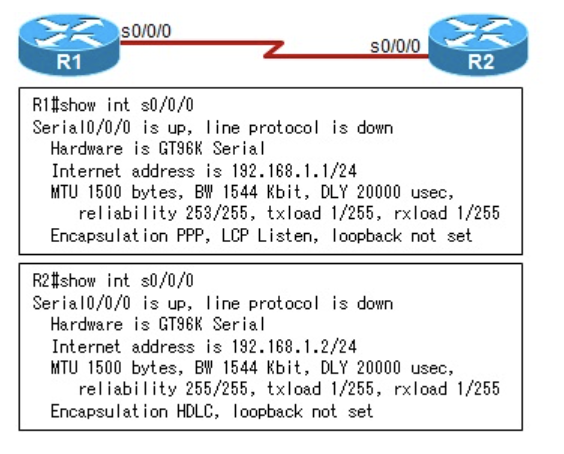 s0/0/0
s0/0/0
R1
R2
R1#show int s0/0/0
Serial0/0/0 is up, line protocol is down
Hardware is GT96K Serial
Internet address is 192.168.1.1/24
MTU 1500 bytes, BW 1544 Kbit, DLY 20000 usec,
reliability 253/255, txload 1/255, rxload 1/255
Encapsulation PPP, LCP Listen, loopback not set
R2#show int s0/0/0
Serial0/0/0 is up, line protocol is down
Hardware is GT96K Serial
Internet address is 192.168.1.2/24
MTU 1500 bytes, BW 1544 Kbit, DLY 20000 usec,
reliability 255/255, txload 1/255, rxload 1/255
Encapsulation HDLC, loopback not set